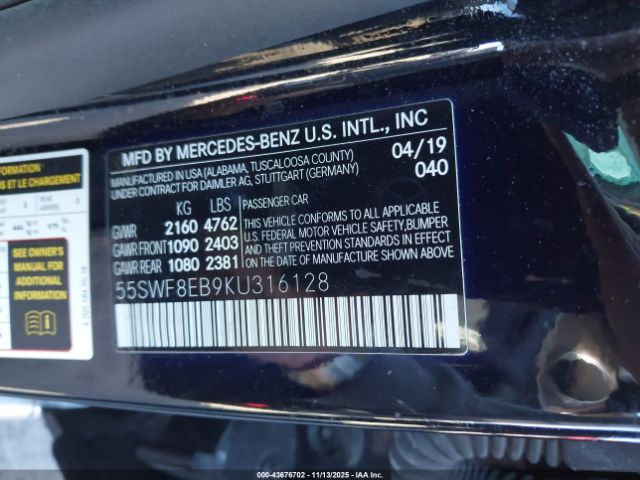 MFD BY MERCEDES-BENZ U.S. INTL., INC
MANUFACTURED IN USA (ALABAMA, TUSCALOOSA COUNTY)
UNDER CONTRACT FOR DAIMLER AG, STUTTGART (GERMANY)
04/19
040
KG LBS
GVWR 2160 4762
GAWR FRONT 1090 2403
GAWR REAR 1080 2381
PASSENGER CAR
THIS VEHICLE CONFORMS TO ALL APPLICABLE
U.S. FEDERAL MOTOR VEHICLE SAFETY, BUMPER
AND THEFT PREVENTION STANDARDS IN EFFECT
ON THE DATE OF MANUFACTURE SHOWN ABOVE.
55SWF8EB9KU316128
INFORMATION
ET LE CHARGEMENT
SEE OWNER'S
MANUAL FOR
ADDITIONAL
INFORMATION
000-43676702 - 11/13/2025 - IAAI, Inc.